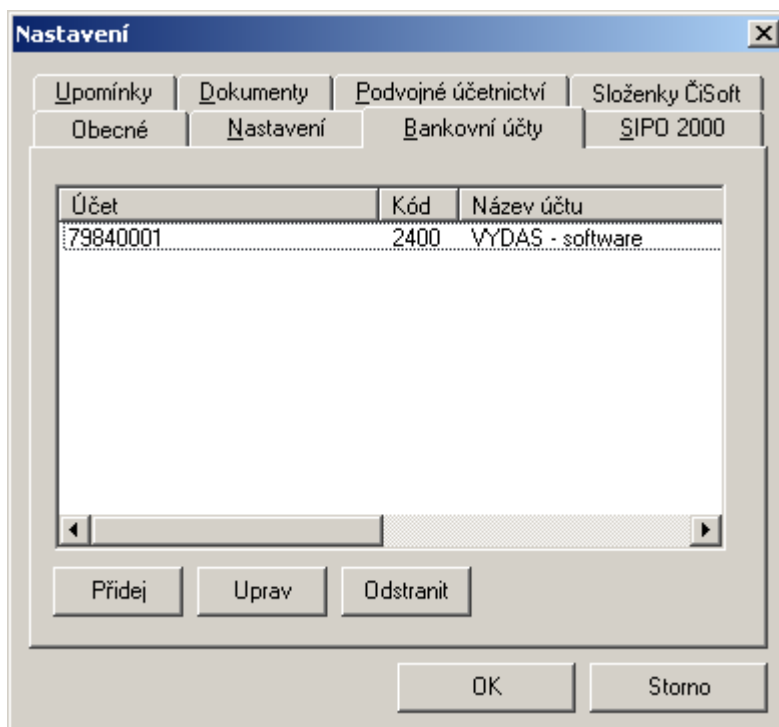 Nastavení
Upomínky Dokumenty Podvojné účetnictví Složenky ČiSoft
Obecné Nastavení Bankovní účty SIPO 2000
Účet Kód Název účtu
79840001 2400 VYDAS - software
Přidej Uprav Odstranit
OK Storno